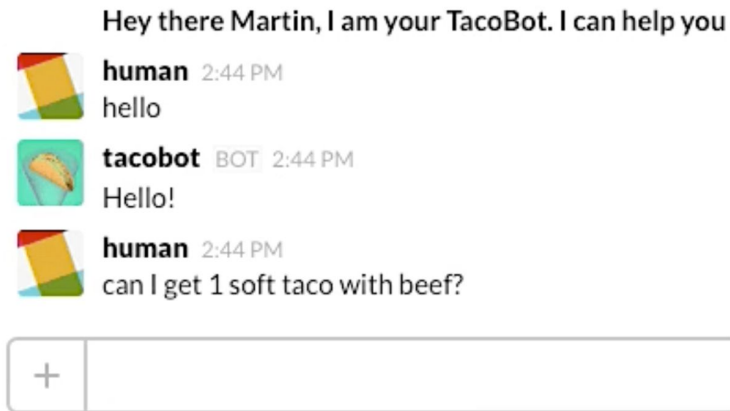 Hey there Martin, I am your TacoBot. I can help you
human 2:44 PM
hello
tacobot BOT 2:44 PM
Hello!
human 2:44 PM
can I get 1 soft taco with beef?
+